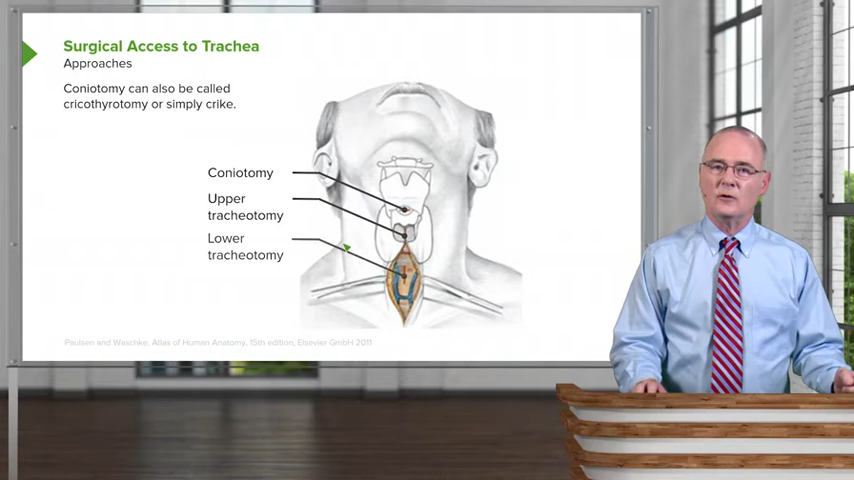 Surgical Access to Trachea
Approaches
Coniotomy can also be called
cricothyrotomy or simply crike.
Coniotomy
Upper
tracheotomy
Lower
tracheotomy
Paulsen and Waschke, Atlas of Human Anatomy, 15th edition, Elsevier GmbH 2011